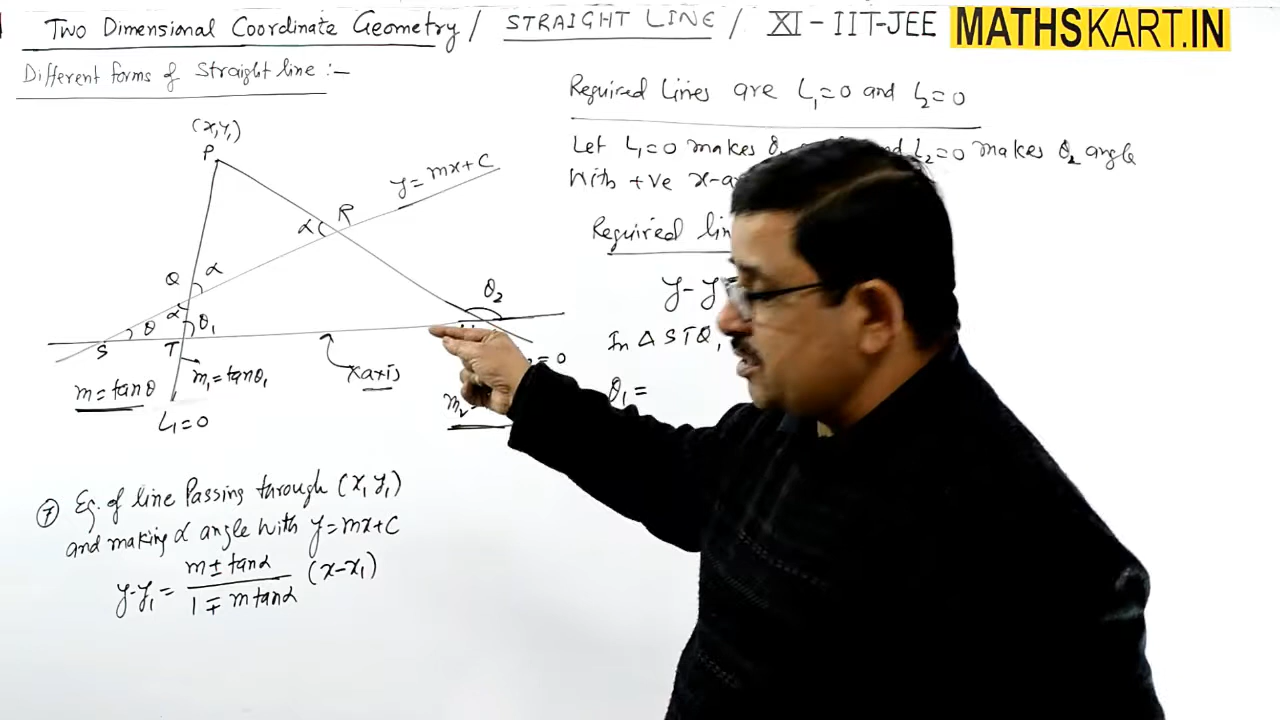 Two Dimensional Coordinate Geometry / STRAIGHT LINE / XI - IIT-JEE MATHSKART.IN
Different forms of Straight line :-
(x,y₁)
P
y = mx + C
R
α
Q
α
α
θ
θ₁
θ₂
S
T
m = tanθ
m₁ = tanθ₁
x axis
= 0
m₂ =
L₁ = 0
⑦ Eq. of line Passing through (x₁ y₁)
and making α angle with y = mx + C
y - y₁ = m ± tanα / 1 ∓ m tanα (x - x₁)
Required Lines are L₁ = 0 and L₂ = 0
Let L₁ = 0 makes L₂ = 0 makes θ₂ angle
With +ve
Required
y -
In Δ STQ,
θ₁ =